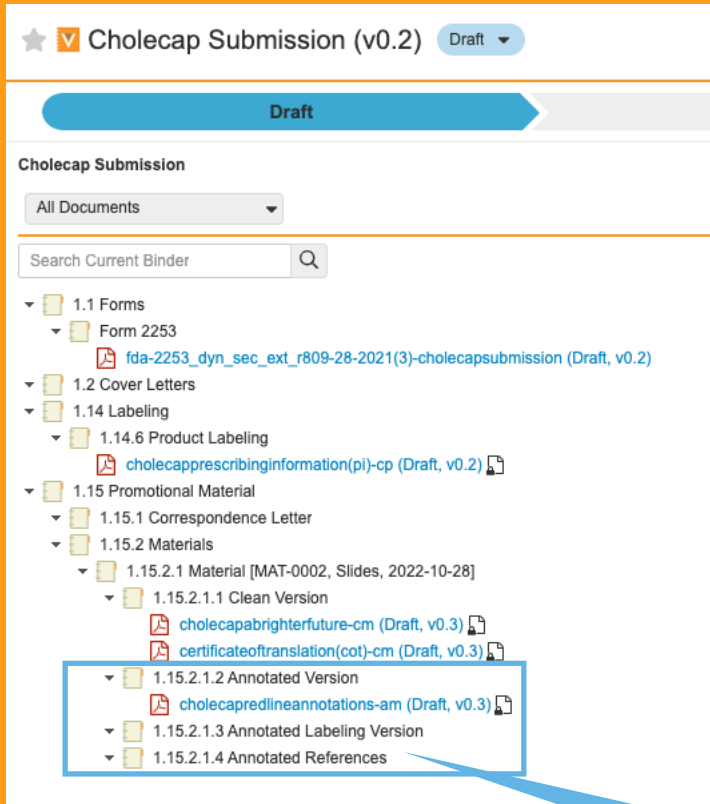 Cholecap Submission (v0.2) Draft
Draft
Cholecap Submission
All Documents
Search Current Binder
1.1 Forms
Form 2253
fda-2253_dyn_sec_ext_r809-28-2021(3)-cholecapsubmission (Draft, v0.2)
1.2 Cover Letters
1.14 Labeling
1.14.6 Product Labeling
cholecapprescribinginformation(pi)-cp (Draft, v0.2)
1.15 Promotional Material
1.15.1 Correspondence Letter
1.15.2 Materials
1.15.2.1 Material [MAT-0002, Slides, 2022-10-28]
1.15.2.1.1 Clean Version
cholecapabrighterfuture-cm (Draft, v0.3)
certificateoftranslation(cot)-cm (Draft, v0.3)
1.15.2.1.2 Annotated Version
cholecapredlineannotations-am (Draft, v0.3)
1.15.2.1.3 Annotated Labeling Version
1.15.2.1.4 Annotated References